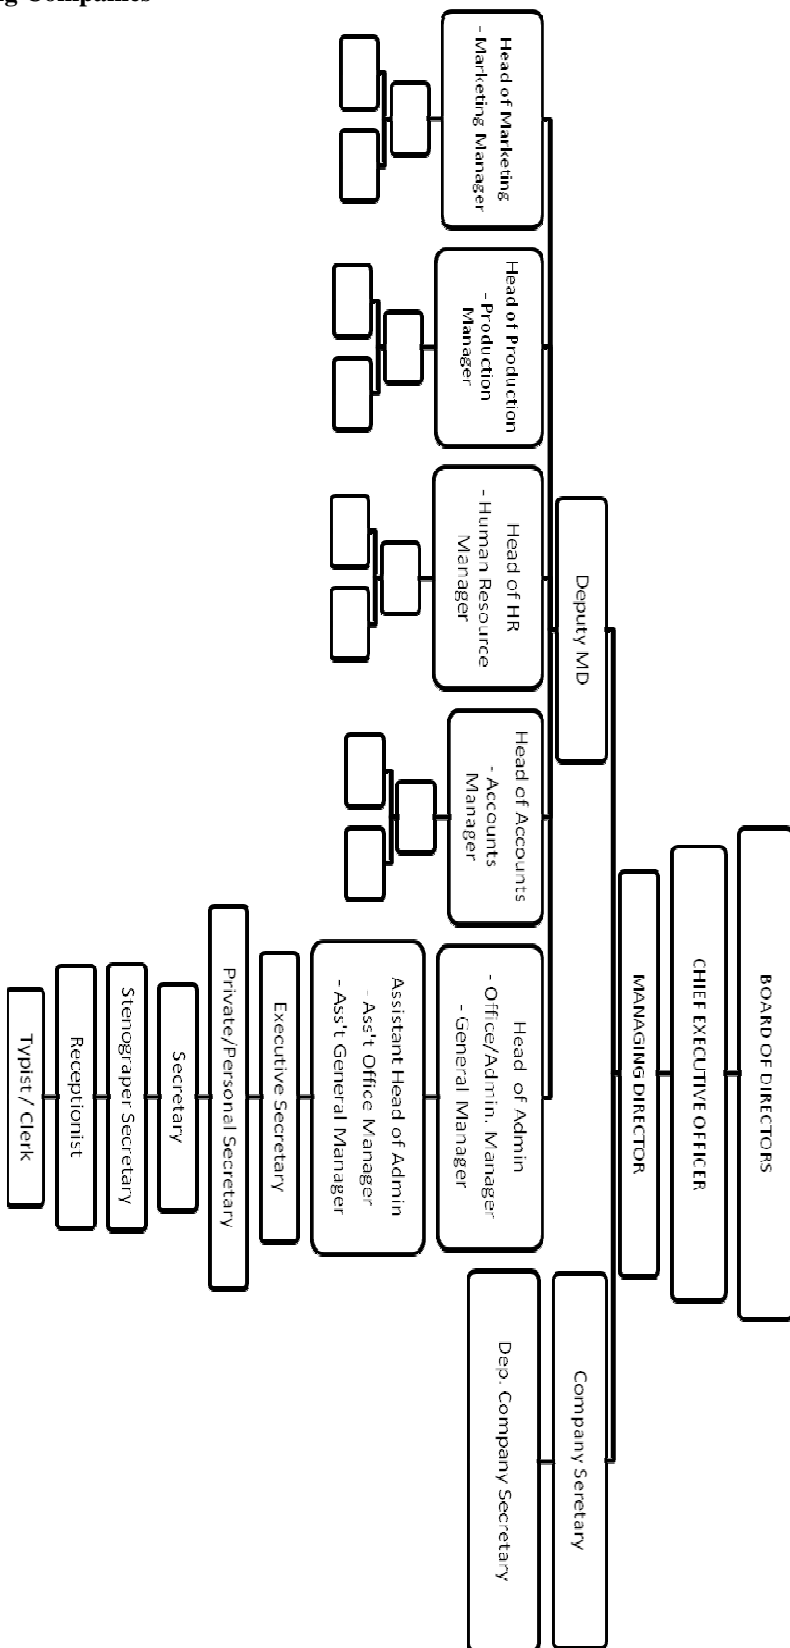 g Companies
BOARD OF DIRECTORS
CHIEF EXECUTIVE OFFICER
MANAGING DIRECTOR
Deputy MD
Company Seretary
Dep. Company Secretary
Head of Marketing
- Marketing Manager
Head of Production
- Production
Manager
Head of HR
- Human Resource
Manager
Head of Accounts
- Accounts
Manager
Head of Admin
- Office/Admin. Manager
- General Manager
Assistant Head of Admin
- Ass't Office Manager
- Ass't General Manager
Executive Secretary
Private/Personal Secretary
Secretary
Stenograper Secretary
Receptionist
Typist / Clerk